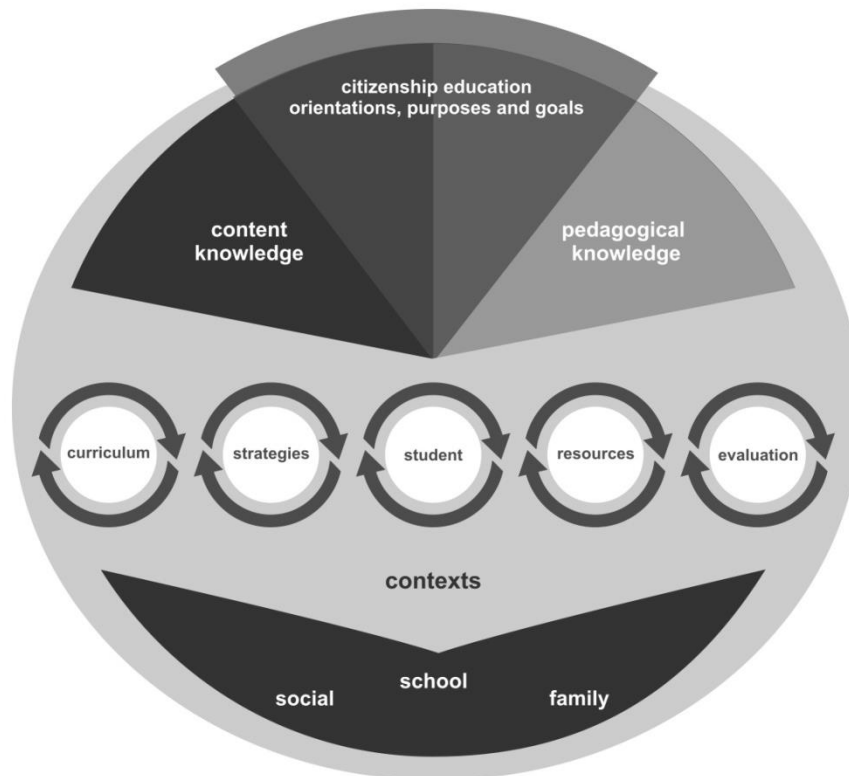 citizenship education
orientations, purposes and goals
content
knowledge
pedagogical
knowledge
curriculum
strategies
student
resources
evaluation
contexts
social
school
family